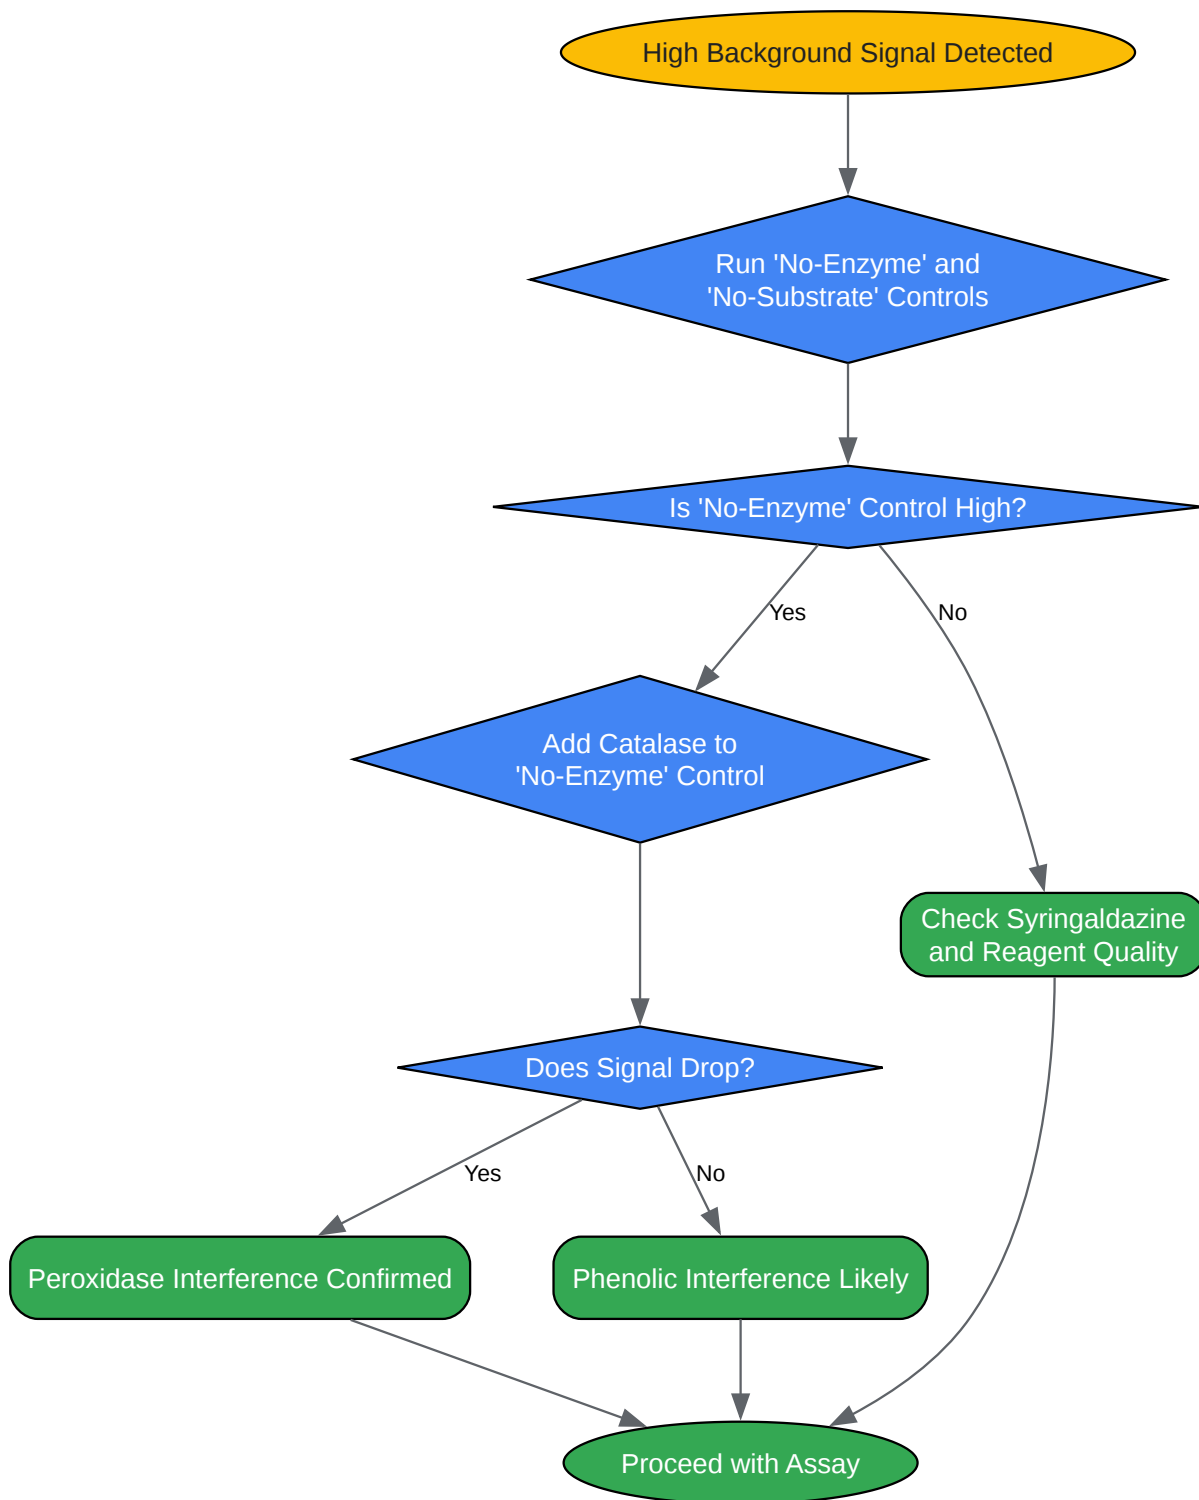 High Background Signal Detected
Run 'No-Enzyme' and
'No-Substrate' Controls
Is 'No-Enzyme' Control High?
Yes
No
Add Catalase to
'No-Enzyme' Control
Check Syringaldazine
and Reagent Quality
Does Signal Drop?
Yes
No
Peroxidase Interference Confirmed
Phenolic Interference Likely
Proceed with Assay